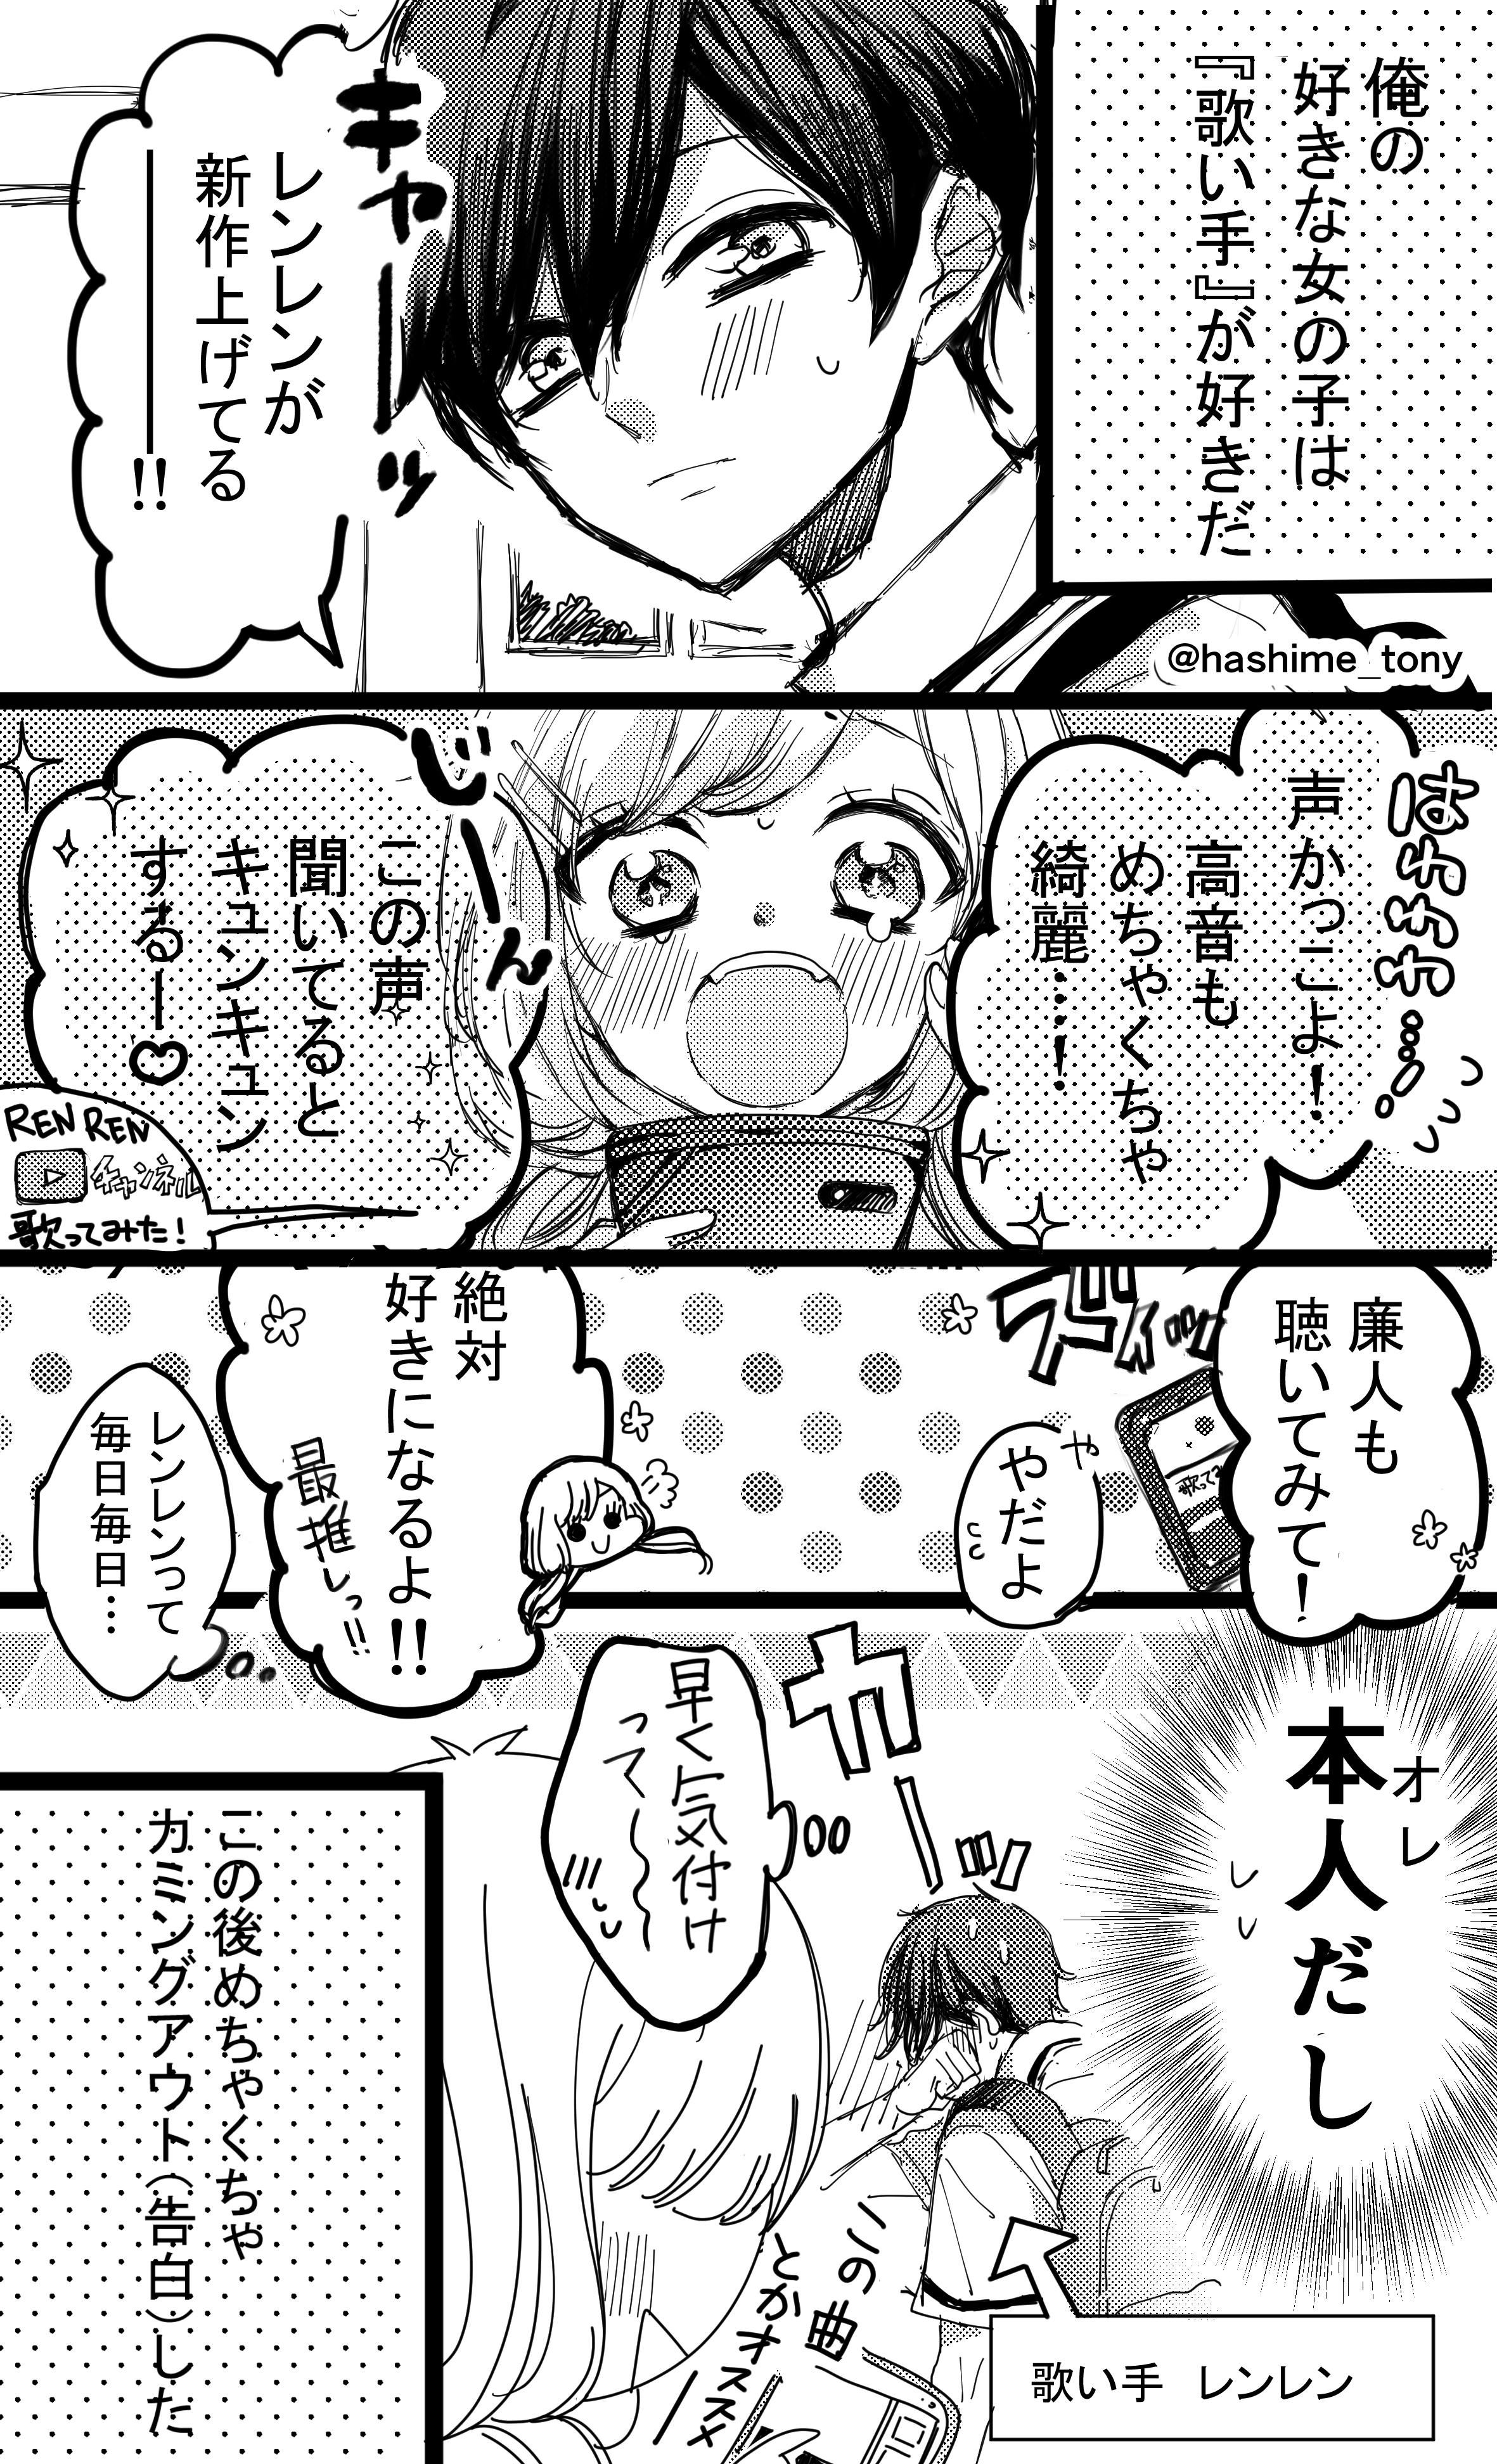 俺の
好きな女の子は
『歌い手』が好きだ
キャーーッ
レンレンが
新作上げてる
―――!!
@hashime_tony
はわわわ…
声かっこよ！
高音も
めちゃくちゃ
綺麗……！
じーん
この声
聞いてると
キュンキュン
するー♡
REN REN
チャンネル
歌ってみた！
廉人も
聴いてみて！
歌ってみ
や
やだよ
絶対
好きになるよ!!
最推しっ!!
レンレンって
毎日毎日…
オレ
本人だし
カーッ
早く気付け
って〜〜
歌い手 レンレン
この曲
とかオススメー
この後めちゃくちゃ
カミングアウト(告白)した